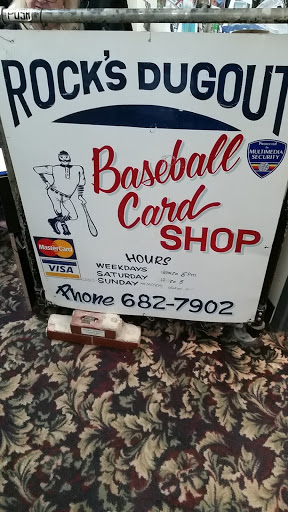 PUSH
ROCK'S DUGOUT
Protected by
MULTIMEDIA
SECURITY
Baseball
Card
SHOP
HOURS
MasterCard
WEEKDAYS
SATURDAY
VISA
SUNDAY
Phone 682-7902